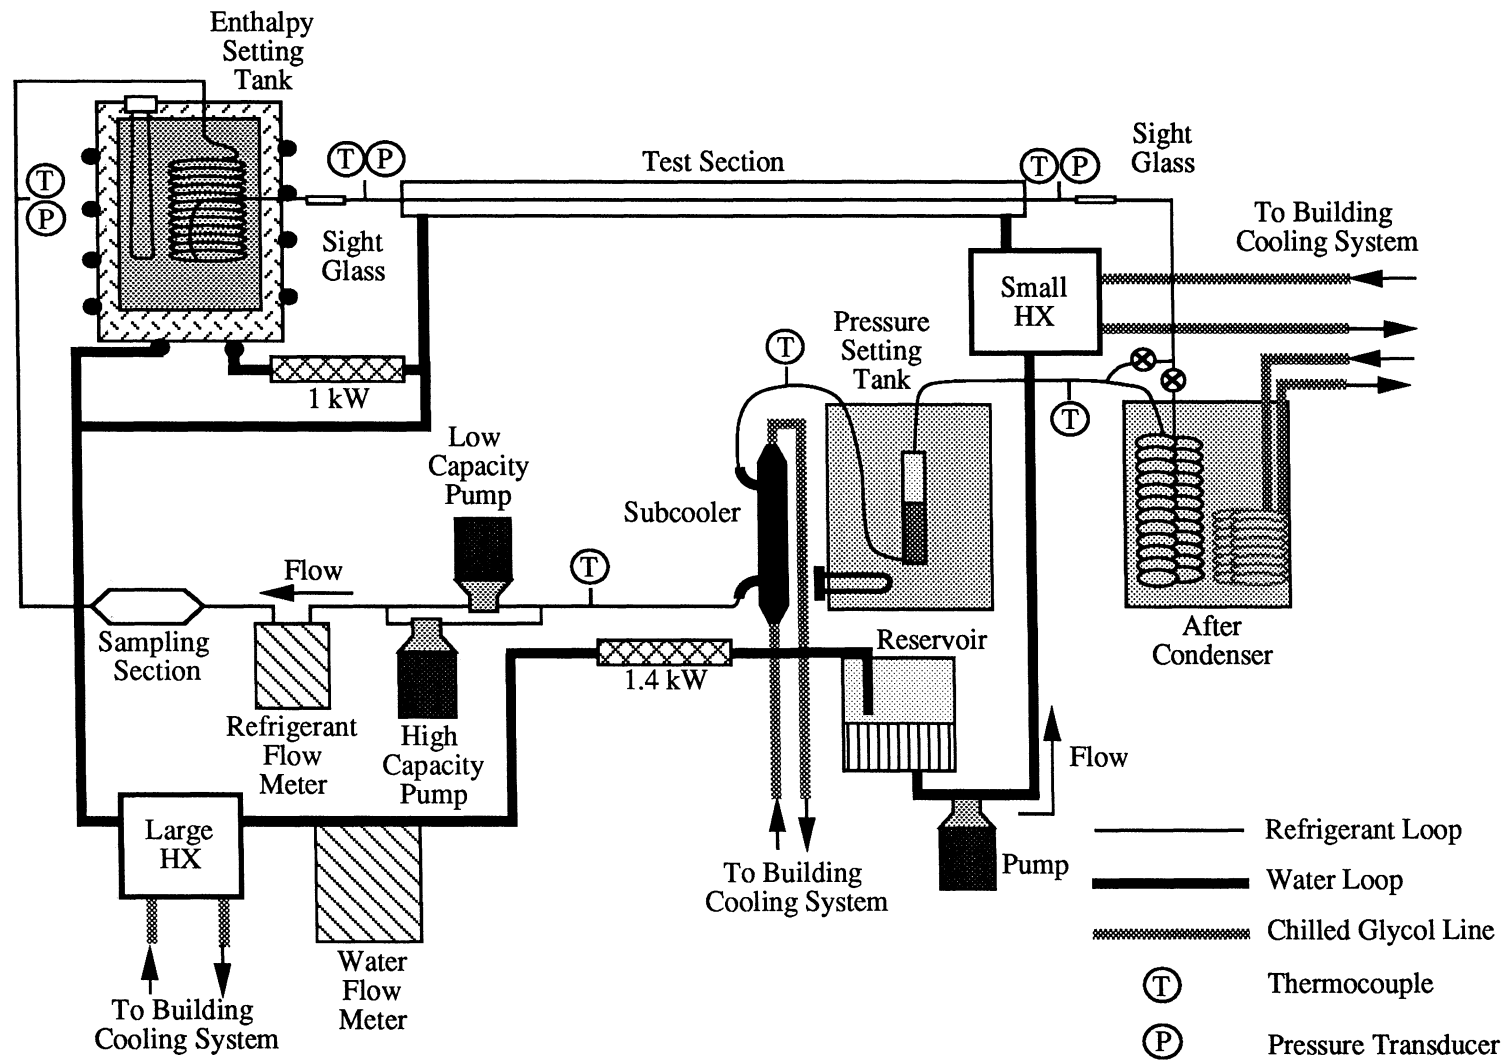 Enthalpy
Setting
Tank
T
P
T P
Test Section
T P
Sight
Glass
Sight
Glass
To Building
Cooling System
Small
HX
Pressure
Setting
Tank
T
T
1 kW
Low
Capacity
Pump
Subcooler
T
Flow
Sampling
Section
Refrigerant
Flow
Meter
High
Capacity
Pump
1.4 kW
Reservoir
After
Condenser
Flow
Pump
Large
HX
Water
Flow
Meter
To Building
Cooling System
To Building
Cooling System
Refrigerant Loop
Water Loop
Chilled Glycol Line
T Thermocouple
P Pressure Transducer